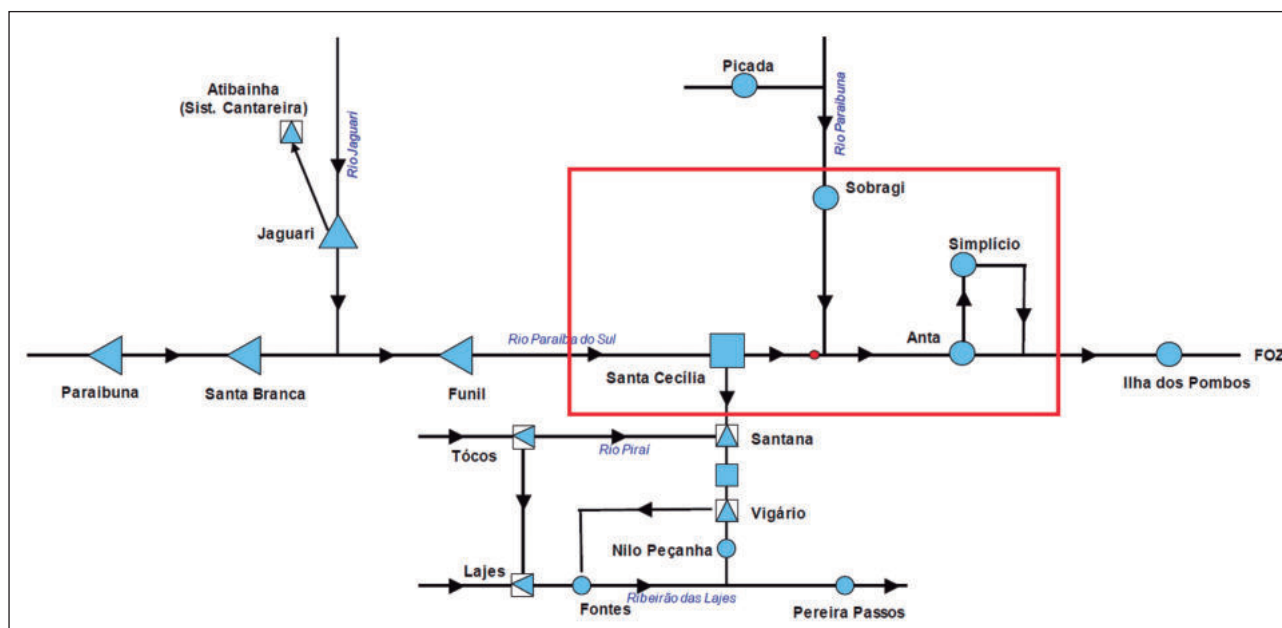 Picada
Atibainha
(Sist. Cantareira)
Rio Jaguari
Rio Paraibuna
Sobragi
Jaguari
Simplício
Rio Paraíba do Sul
Anta
FOZ
Paraibuna
Santa Branca
Funil
Santa Cecília
Ilha dos Pombos
Tócos
Rio Piraí
Santana
Vigário
Nilo Peçanha
Lajes
Fontes
Ribeirão das Lajes
Pereira Passos